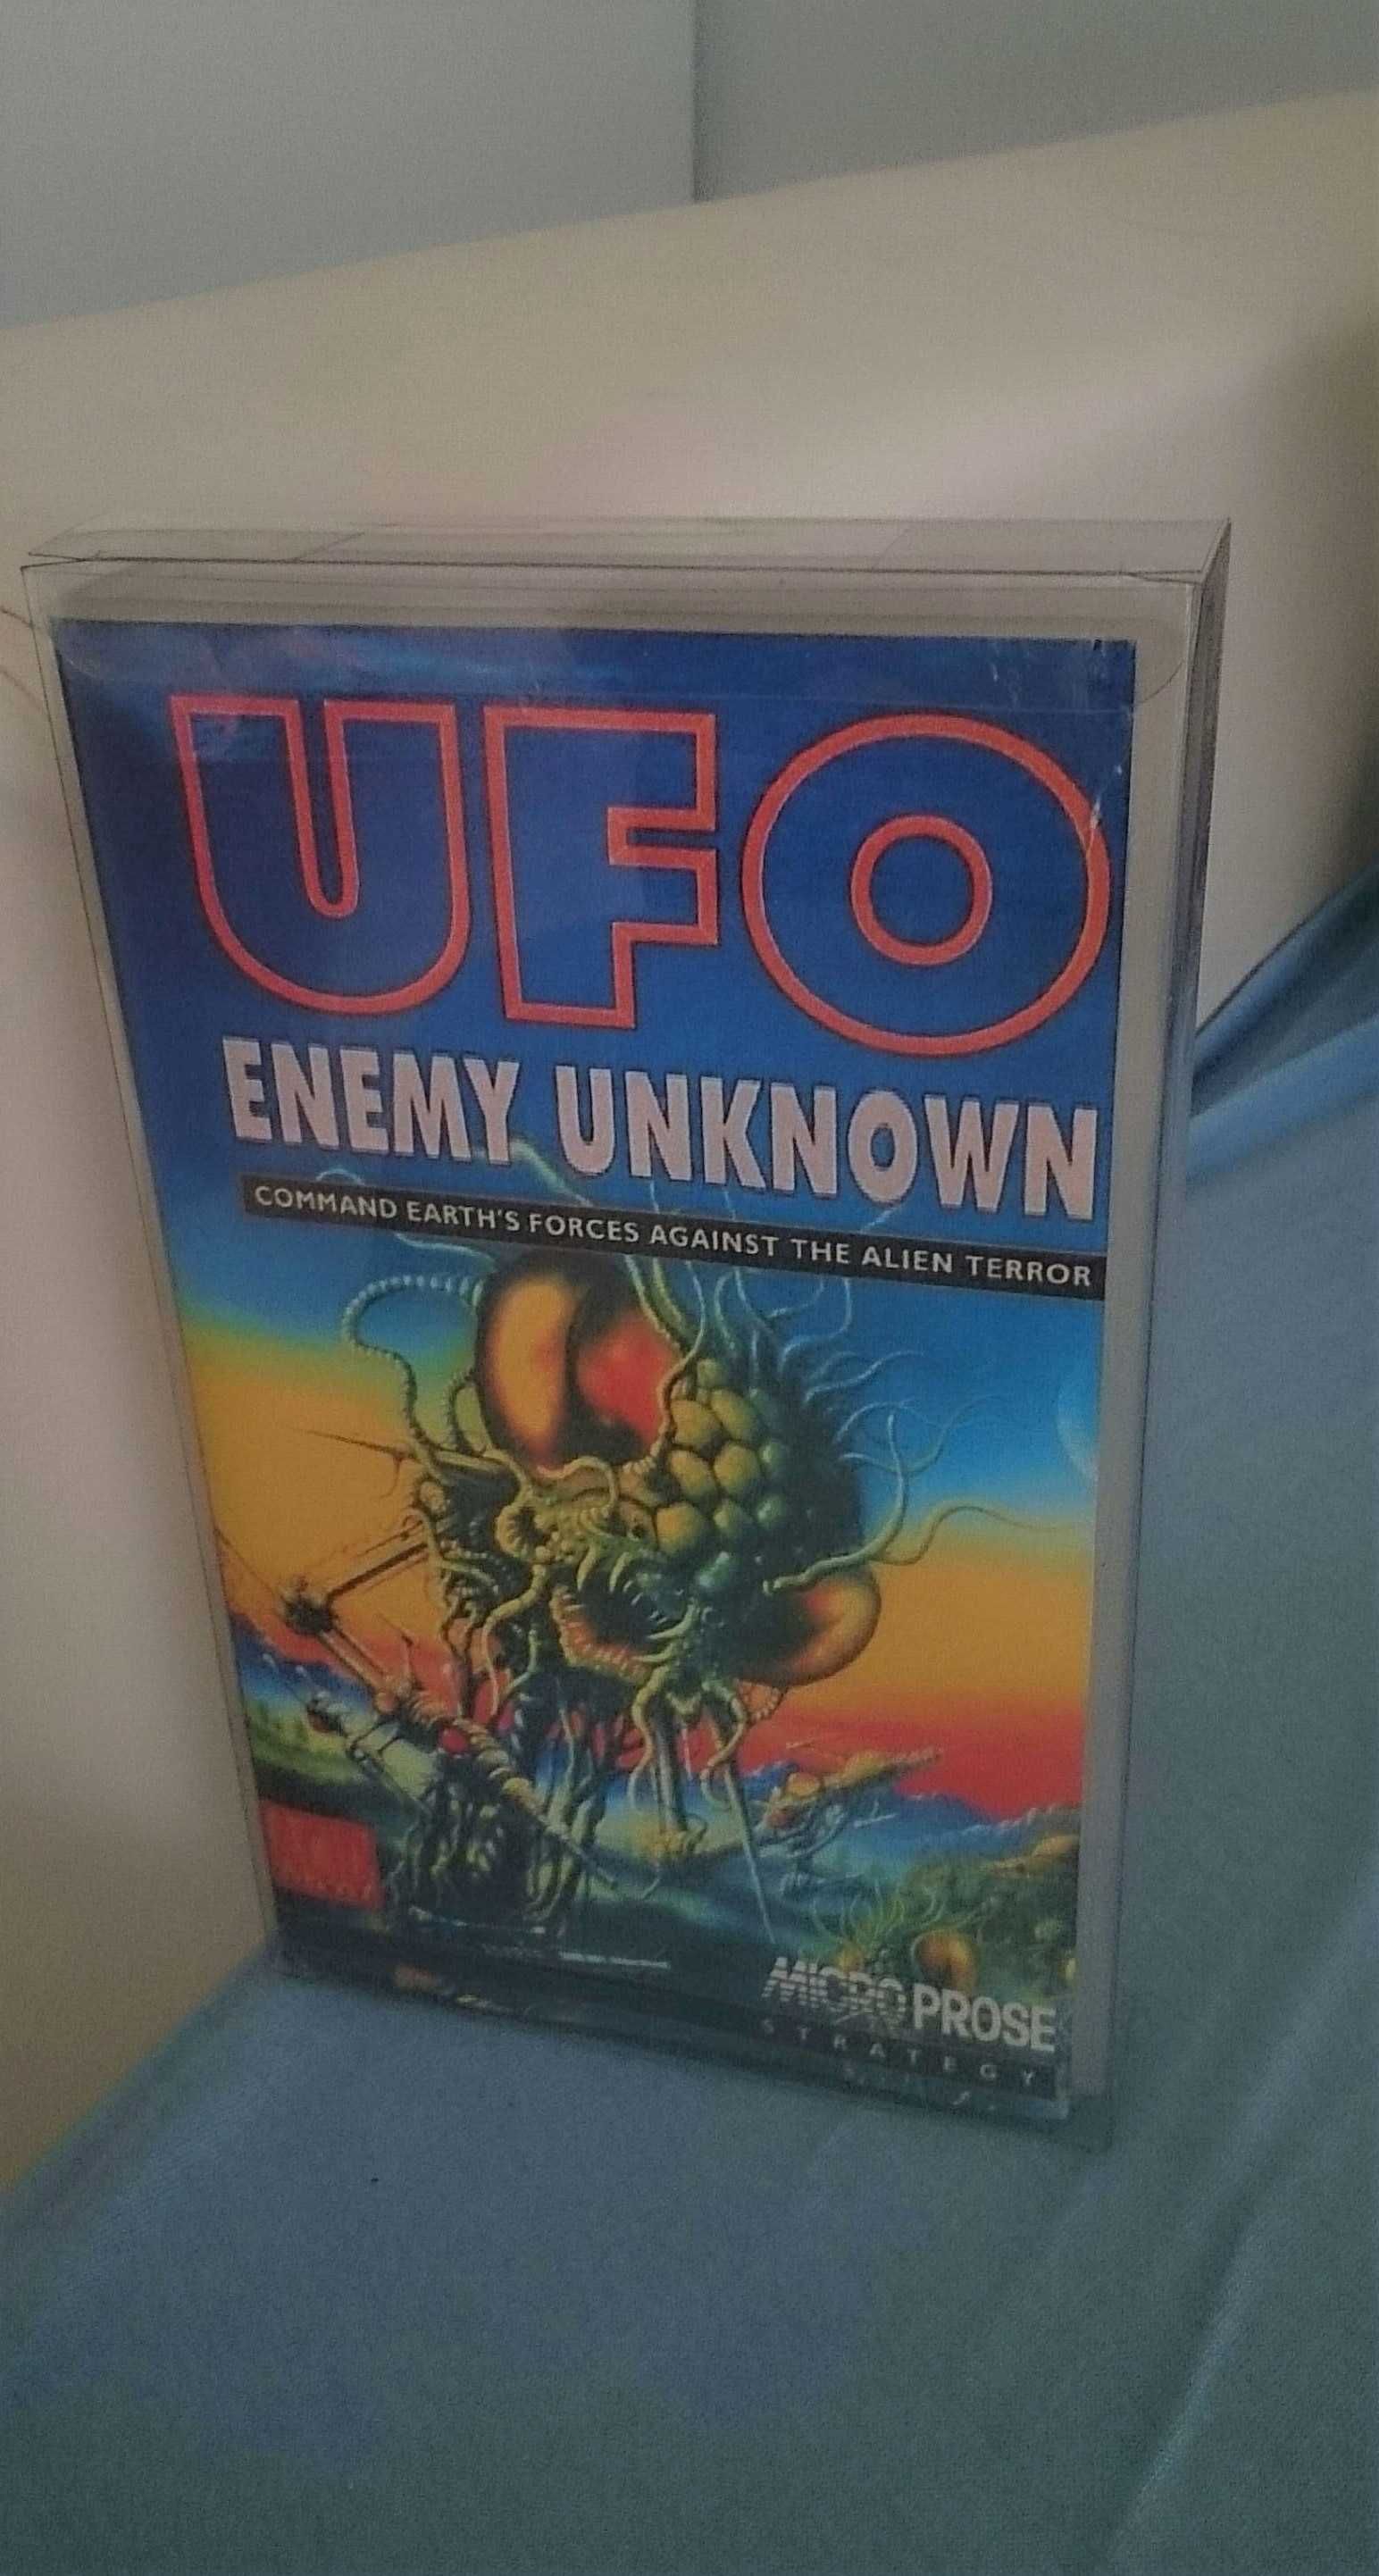 UFO
ENEMY UNKNOWN
COMMAND EARTH'S FORCES AGAINST THE ALIEN TERROR
MICROPROSE
STRATEGY